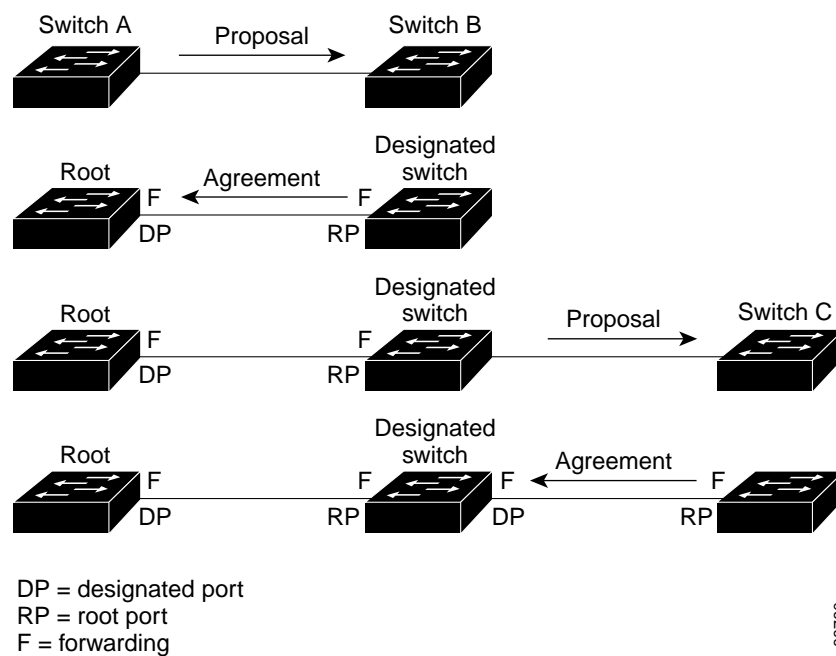 Switch A
Proposal
Switch B
Root
F
DP
Agreement
Designated
switch
F
RP
Root
F
DP
Designated
switch
F
RP
Proposal
Switch C
Root
F
DP
Designated
switch
F
RP
F
DP
Agreement
F
RP
DP = designated port
RP = root port
F = forwarding